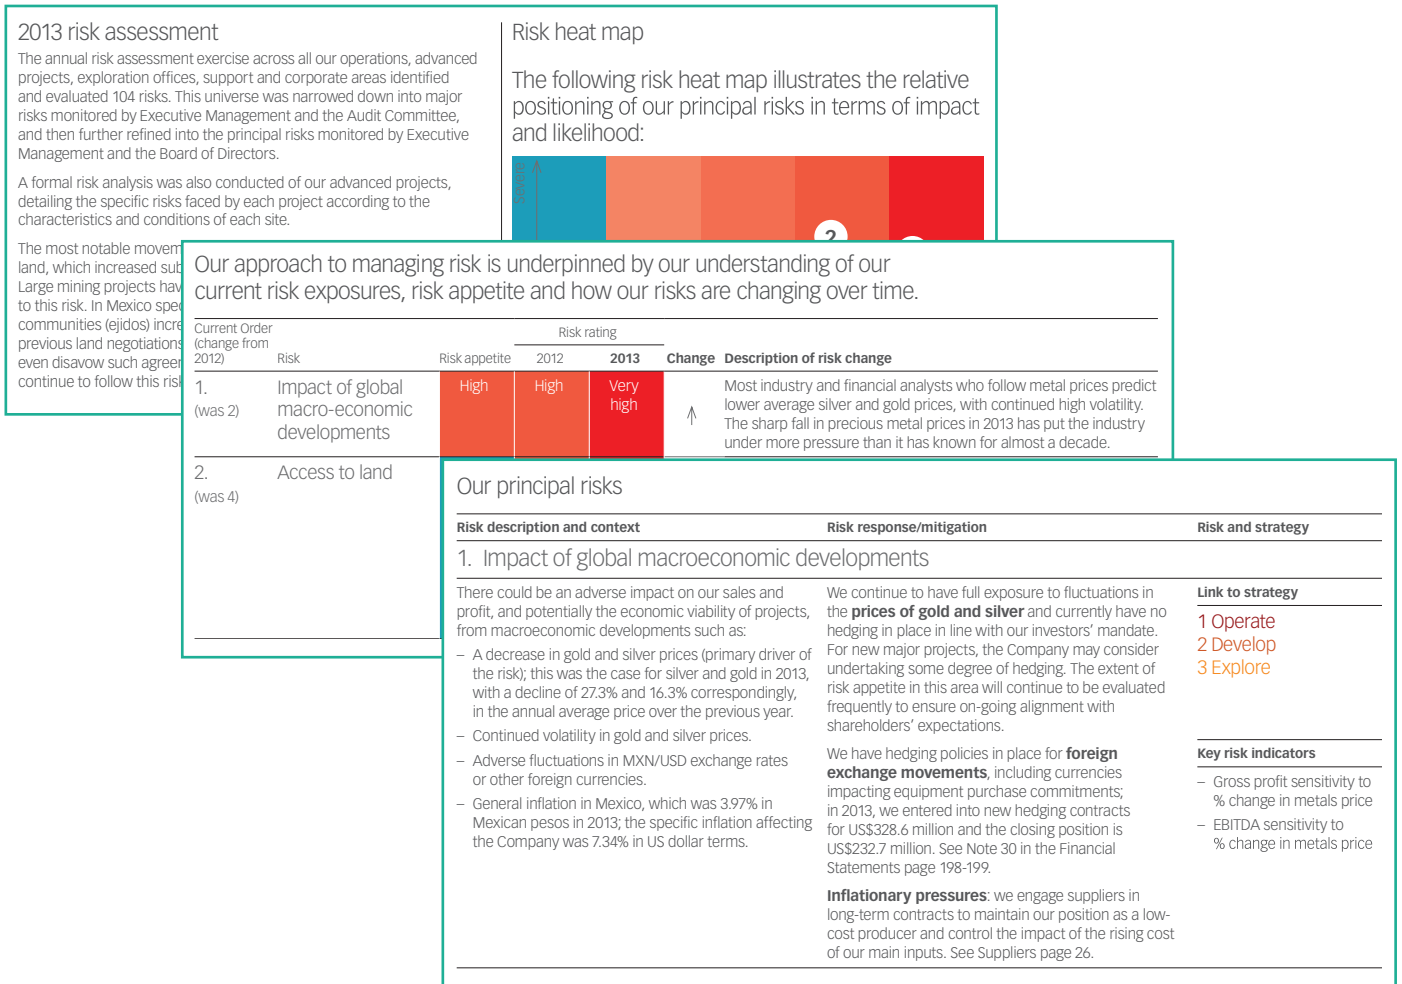 2013 risk assessment
The annual risk assessment exercise across all our operations, advanced
projects, exploration offices, support and corporate areas identified
and evaluated 104 risks. This universe was narrowed down into major
risks monitored by Executive Management and the Audit Committee,
and then further refined into the principal risks monitored by Executive
Management and the Board of Directors.
A formal risk analysis was also conducted of our advanced projects,
detailing the specific risks faced by each project according to the
characteristics and conditions of each site.
The most notable
land, which increased
Large mining projects
to this risk. In Mexico
communities (ejidos)
previous land negotiations
even disavow such
continue to follow this
Risk heat map
The following risk heat map illustrates the relative
positioning of our principal risks in terms of impact
and likelihood:
Severe
2
Our approach to managing risk is underpinned by our understanding of our
current risk exposures, risk appetite and how our risks are changing over time.
Current Order
(change from
2012)
Risk
Risk appetite
Risk rating
2012
2013
Change
Description of risk change
1.
(was 2)
Impact of global
macro-economic
developments
High
High
Very
high
Most industry and financial analysts who follow metal prices predict
lower average silver and gold prices, with continued high volatility.
The sharp fall in precious metal prices in 2013 has put the industry
under more pressure than it has known for almost a decade.
2.
(was 4)
Access to land
Our principal risks
Risk description and context
Risk response/mitigation
Risk and strategy
1. Impact of global macroeconomic developments
There could be an adverse impact on our sales and
profit, and potentially the economic viability of projects,
from macroeconomic developments such as:
– A decrease in gold and silver prices (primary driver of
the risk); this was the case for silver and gold in 2013,
with a decline of 27.3% and 16.3% correspondingly,
in the annual average price over the previous year.
– Continued volatility in gold and silver prices.
– Adverse fluctuations in MXN/USD exchange rates
or other foreign currencies.
– General inflation in Mexico, which was 3.97% in
Mexican pesos in 2013; the specific inflation affecting
the Company was 7.34% in US dollar terms.
We continue to have full exposure to fluctuations in
the prices of gold and silver and currently have no
hedging in place in line with our investors’ mandate.
For new major projects, the Company may consider
undertaking some degree of hedging. The extent of
risk appetite in this area will continue to be evaluated
frequently to ensure on-going alignment with
shareholders’ expectations.
We have hedging policies in place for foreign
exchange movements, including currencies
impacting equipment purchase commitments;
in 2013, we entered into new hedging contracts
for US$328.6 million and the closing position is
US$232.7 million. See Note 30 in the Financial
Statements page 198-199.
Inflationary pressures: we engage suppliers in
long-term contracts to maintain our position as a low-
cost producer and control the impact of the rising cost
of our main inputs. See Suppliers page 26.
Link to strategy
1 Operate
2 Develop
3 Explore
Key risk indicators
– Gross profit sensitivity to
% change in metals price
– EBITDA sensitivity to
% change in metals price